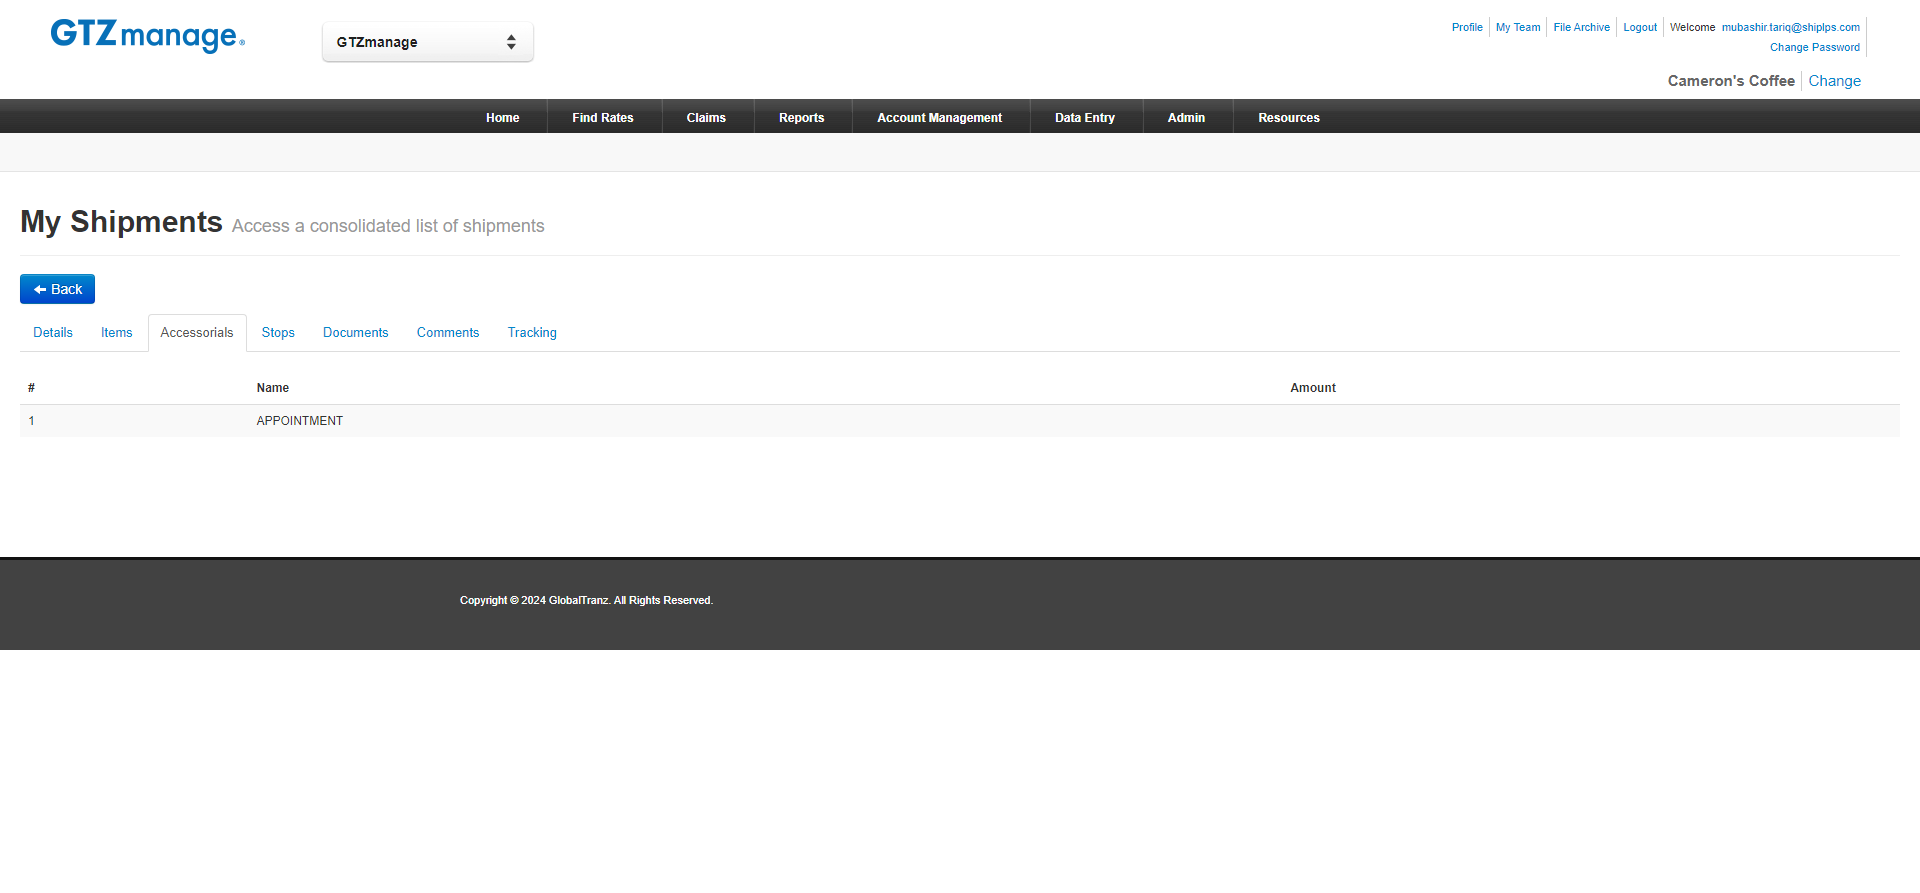 GTZmanage®
GTZmanage
Profile My Team File Archive Logout Welcome mubashir.tariq@shiplps.com
Change Password
Cameron's Coffee Change
Home Find Rates Claims Reports Account Management Data Entry Admin Resources
My Shipments Access a consolidated list of shipments
Back
Details Items Accessorials Stops Documents Comments Tracking
# Name Amount
1 APPOINTMENT
Copyright © 2024 GlobalTranz. All Rights Reserved.